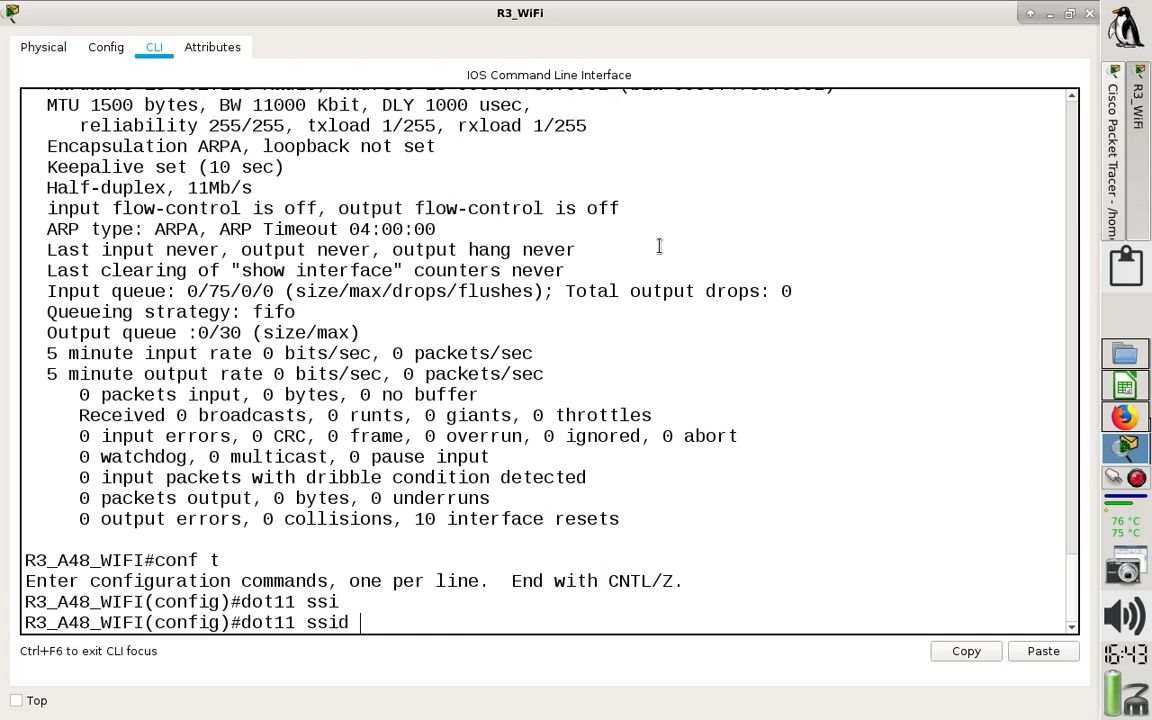 R3_WiFi
Physical
Config
CLI
Attributes
IOS Command Line Interface
MTU 1500 bytes, BW 11000 Kbit, DLY 1000 usec,
reliability 255/255, txload 1/255, rxload 1/255
Encapsulation ARPA, loopback not set
Keepalive set (10 sec)
Half-duplex, 11Mb/s
input flow-control is off, output flow-control is off
ARP type: ARPA, ARP Timeout 04:00:00
Last input never, output never, output hang never
Last clearing of "show interface" counters never
Input queue: 0/75/0/0 (size/max/drops/flushes); Total output drops: 0
Queueing strategy: fifo
Output queue :0/30 (size/max)
5 minute input rate 0 bits/sec, 0 packets/sec
5 minute output rate 0 bits/sec, 0 packets/sec
0 packets input, 0 bytes, 0 no buffer
Received 0 broadcasts, 0 runts, 0 giants, 0 throttles
0 input errors, 0 CRC, 0 frame, 0 overrun, 0 ignored, 0 abort
0 watchdog, 0 multicast, 0 pause input
0 input packets with dribble condition detected
0 packets output, 0 bytes, 0 underruns
0 output errors, 0 collisions, 10 interface resets
R3_A48_WIFI#conf t
Enter configuration commands, one per line.  End with CNTL/Z.
R3_A48_WIFI(config)#dot11 ssi
R3_A48_WIFI(config)#dot11 ssid
Ctrl+F6 to exit CLI focus
Copy
Paste
Top
Cisco Packet Tracer - /hom
R3_WiFi
76 °C
75 °C
16:43